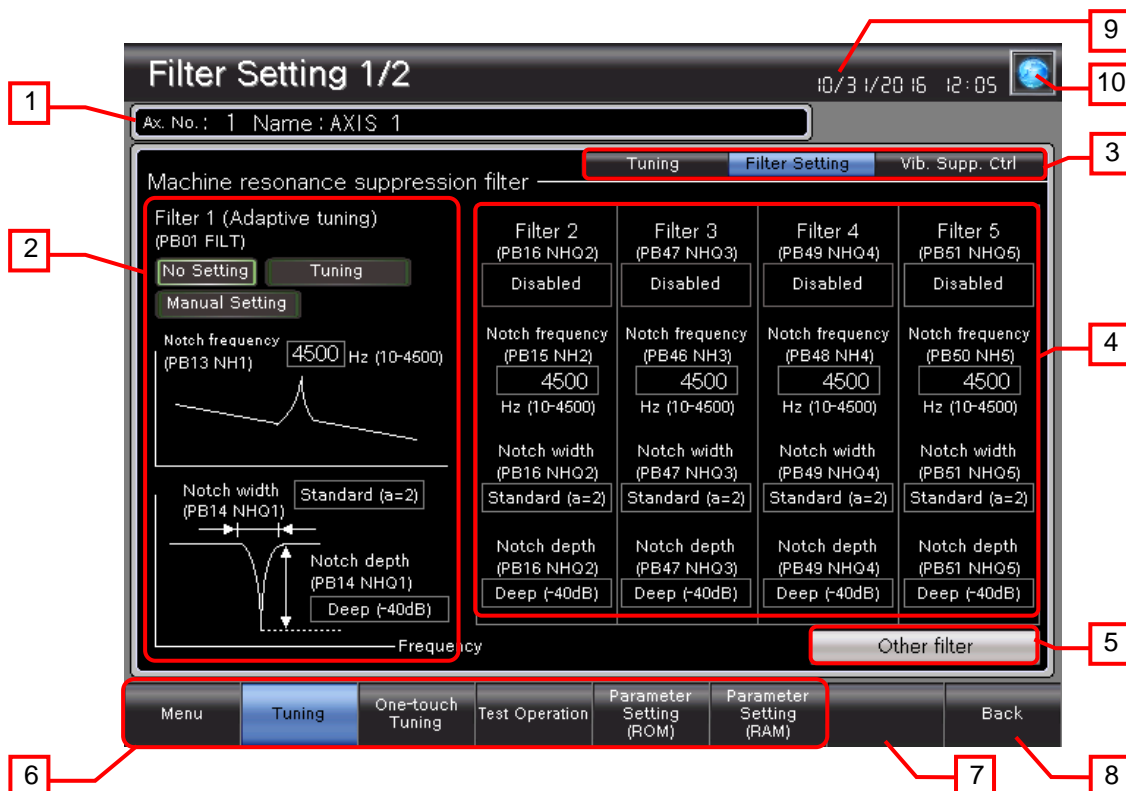 9
Filter Setting 1/2
10/31/2016 12:05
10
1
Ax. No.: 1 Name:AXIS 1
3
Tuning
Filter Setting
Vib. Supp. Ctrl
Machine resonance suppression filter
2
Filter 1 (Adaptive tuning)
(PB01 FILT)
No Setting
Tuning
Manual Setting
Notch frequency
(PB13 NH1)
4500 Hz (10-4500)
Notch width
(PB14 NHQ1)
Standard (a=2)
Notch depth
(PB14 NHQ1)
Deep (-40dB)
Frequency
Filter 2
(PB16 NHQ2)
Disabled
Notch frequency
(PB15 NH2)
4500
Hz (10-4500)
Notch width
(PB16 NHQ2)
Standard (a=2)
Notch depth
(PB16 NHQ2)
Deep (-40dB)
Filter 3
(PB47 NHQ3)
Disabled
Notch frequency
(PB46 NH3)
4500
Hz (10-4500)
Notch width
(PB47 NHQ3)
Standard (a=2)
Notch depth
(PB47 NHQ3)
Deep (-40dB)
Filter 4
(PB49 NHQ4)
Disabled
Notch frequency
(PB48 NH4)
4500
Hz (10-4500)
Notch width
(PB49 NHQ4)
Standard (a=2)
Notch depth
(PB49 NHQ4)
Deep (-40dB)
Filter 5
(PB51 NHQ5)
Disabled
Notch frequency
(PB50 NH5)
4500
Hz (10-4500)
Notch width
(PB51 NHQ5)
Standard (a=2)
Notch depth
(PB51 NHQ5)
Deep (-40dB)
4
Other filter
5
Menu
Tuning
One-touch
Tuning
Test Operation
Parameter
Setting
(ROM)
Parameter
Setting
(RAM)
Back
6
7
8